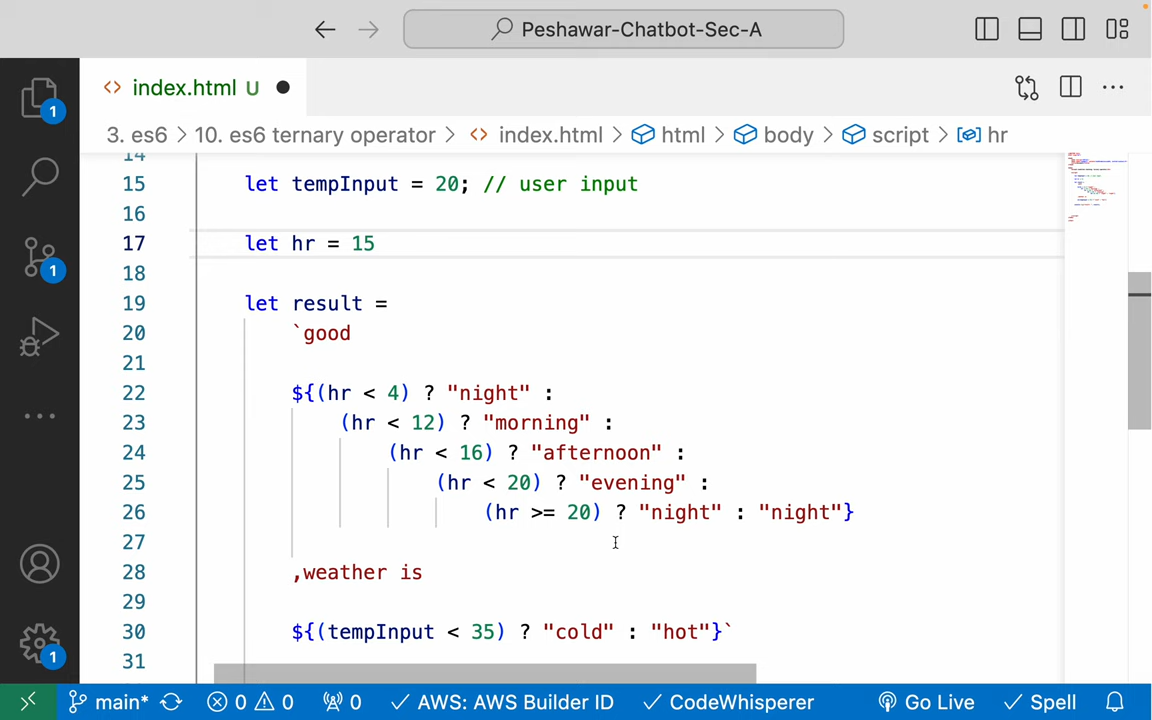 Peshawar-Chatbot-Sec-A
index.html U
3. es6 > 10. es6 ternary operator > index.html > html > body > script > hr
14
15 let tempInput = 20; // user input
16
17 let hr = 15
18
19 let result =
20 `good
21
22 ${(hr < 4) ? "night" :
23 (hr < 12) ? "morning" :
24 (hr < 16) ? "afternoon" :
25 (hr < 20) ? "evening" :
26 (hr >= 20) ? "night" : "night"}
27
28 ,weather is
29
30 ${(tempInput < 35) ? "cold" : "hot"}`
31
1
1
1
main* 0 0 0 AWS: AWS Builder ID CodeWhisperer Go Live Spell